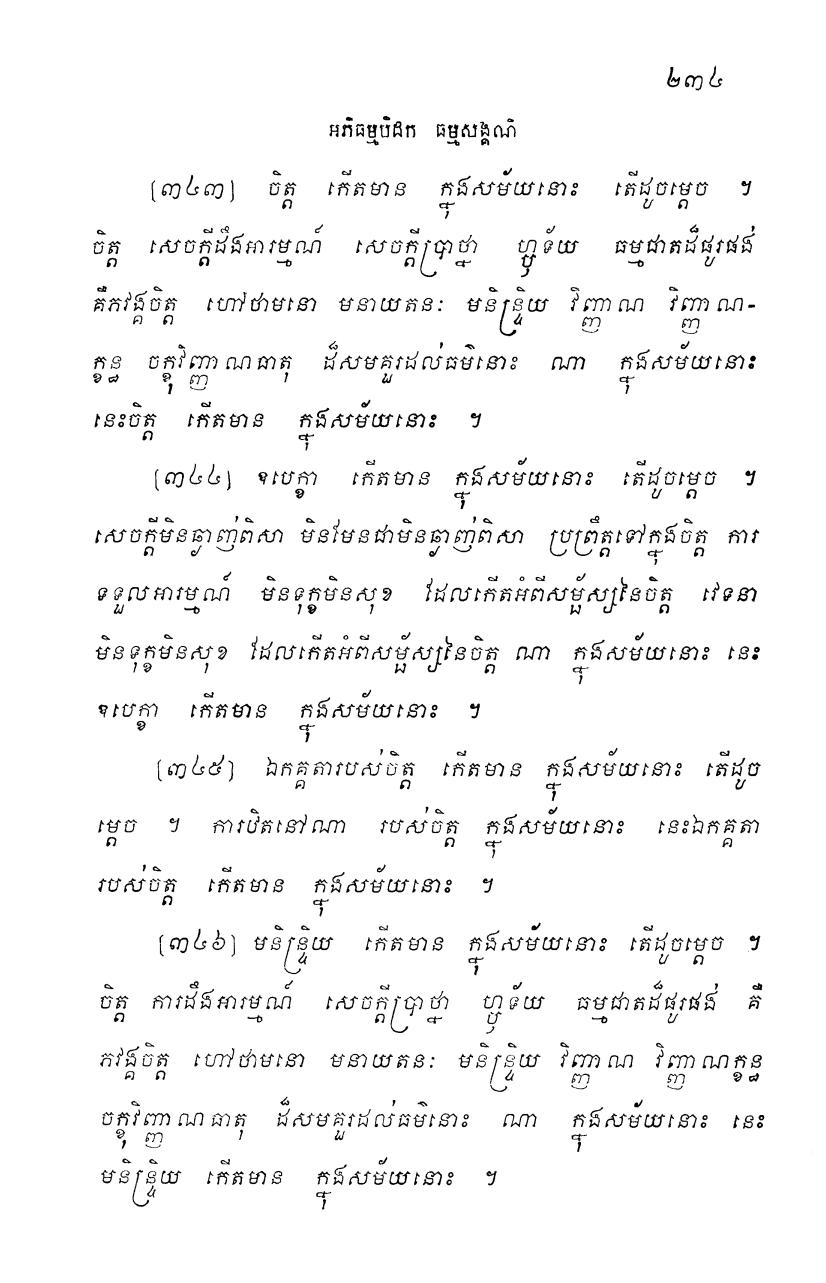 ២៣៤
អភិធម្មបិដក ធម្មសង្គណិ
[៣៤៣] ចិត្ត កើតមាន ក្នុងសម័យនោះ តើដូចម្តេច ។
ចិត្ត សេចក្តីដឹងអារម្មណ៍ សេចក្តីប្រាថ្នា ហ្ឫទ័យ ធម្មជាតដ៏ផូរផង់
គឺភវង្គចិត្ត ហៅថាមនោ មនាយតនៈ មនិន្ទ្រិយ វិញ្ញាណ វិញ្ញាណ-
ក្ខន្ធ ចក្ខុវិញ្ញាណធាតុ ដ៏សមគួរដល់ធម៌នោះ ណា ក្នុងសម័យនោះ
នេះចិត្ត កើតមាន ក្នុងសម័យនោះ ។
[៣៤៤] ឧបេក្ខា កើតមាន ក្នុងសម័យនោះ តើដូចម្តេច ។
សេចក្តីមិនឆ្ងាញ់ពិសា មិនមែនជាមិនឆ្ងាញ់ពិសា ប្រព្រឹត្តទៅក្នុងចិត្ត ការ
ទទួលអារម្មណ៍ មិនទុក្ខមិនសុខ ដែលកើតអំពីសម្ផ័ស្សនៃចិត្ត វេទនា
មិនទុក្ខមិនសុខ ដែលកើតអំពីសម្ផ័ស្សនៃចិត្ត ណា ក្នុងសម័យនោះ នេះ
ឧបេក្ខា កើតមាន ក្នុងសម័យនោះ ។
[៣៤៥] ឯកគ្គតារបស់ចិត្ត កើតមាន ក្នុងសម័យនោះ តើដូច
ម្តេច ។ ការឋិតនៅណា របស់ចិត្ត ក្នុងសម័យនោះ នេះឯកគ្គតា
របស់ចិត្ត កើតមាន ក្នុងសម័យនោះ ។
[៣៤៦] មនិន្ទ្រិយ កើតមាន ក្នុងសម័យនោះ តើដូចម្តេច ។
ចិត្ត ការដឹងអារម្មណ៍ សេចក្តីប្រាថ្នា ហ្ឫទ័យ ធម្មជាតដ៏ផូរផង់ គឺ
ភវង្គចិត្ត ហៅថាមនោ មនាយតនៈ មនិន្ទ្រិយ វិញ្ញាណ វិញ្ញាណក្ខន្ធ
ចក្ខុវិញ្ញាណធាតុ ដ៏សមគួរដល់ធម៌នោះ ណា ក្នុងសម័យនោះ នេះ
មនិន្ទ្រិយ កើតមាន ក្នុងសម័យនោះ ។